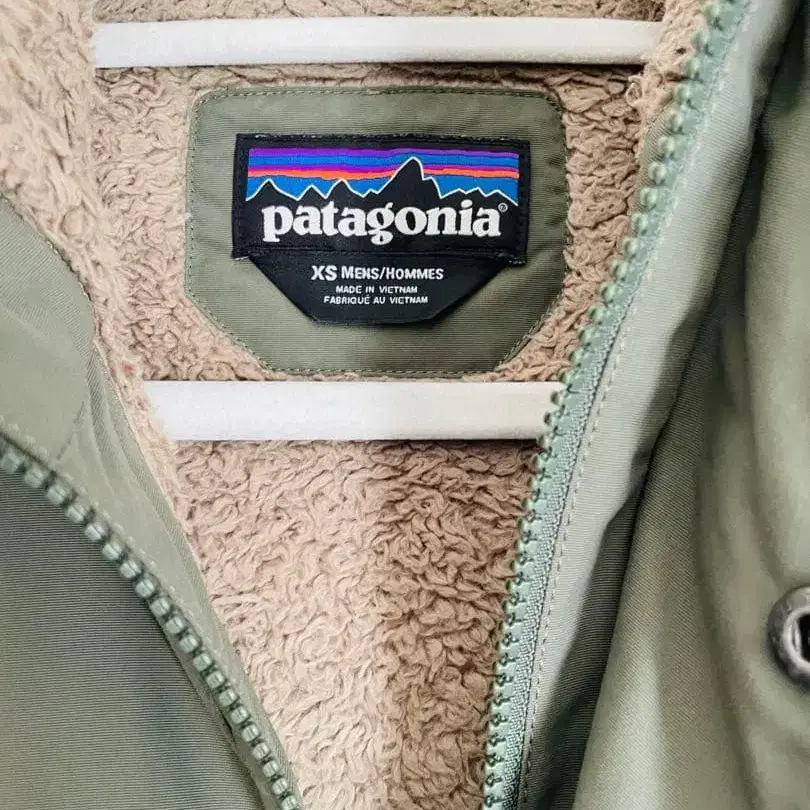 patagonia®
XS MENS/HOMMES
MADE IN VIETNAM
FABRIQUÉ AU VIETNAM